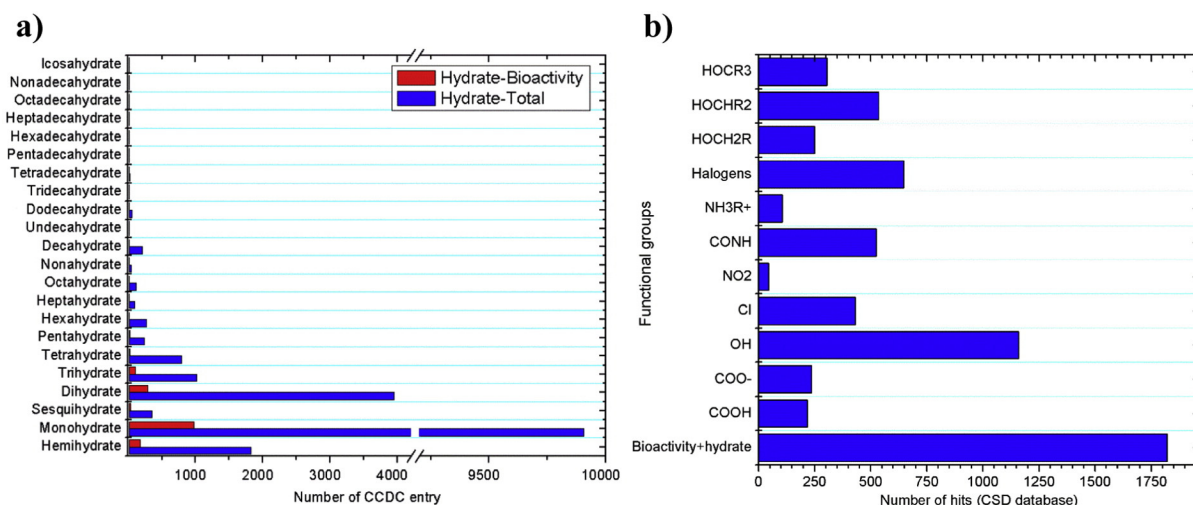 a)
Icosahydrate
Nonadecahydrate
Octadecahydrate
Heptadecahydrate
Hexadecahydrate
Pentadecahydrate
Tetradecahydrate
Tridecahydrate
Dodecahydrate
Undecahydrate
Decahydrate
Nonahydrate
Octahydrate
Heptahydrate
Hexahydrate
Pentahydrate
Tetrahydrate
Trihydrate
Dihydrate
Sesquihydrate
Monohydrate
Hemihydrate
Hydrate-Bioactivity
Hydrate-Total
1000 2000 3000 4000 9500 10000
Number of CCDC entry
b)
Functional groups
HOCR3
HOCHR2
HOCH2R
Halogens
NH3R+
CONH
NO2
Cl
OH
COO-
COOH
Bioactivity+hydrate
0 250 500 750 1000 1250 1500 1750
Number of hits (CSD database)